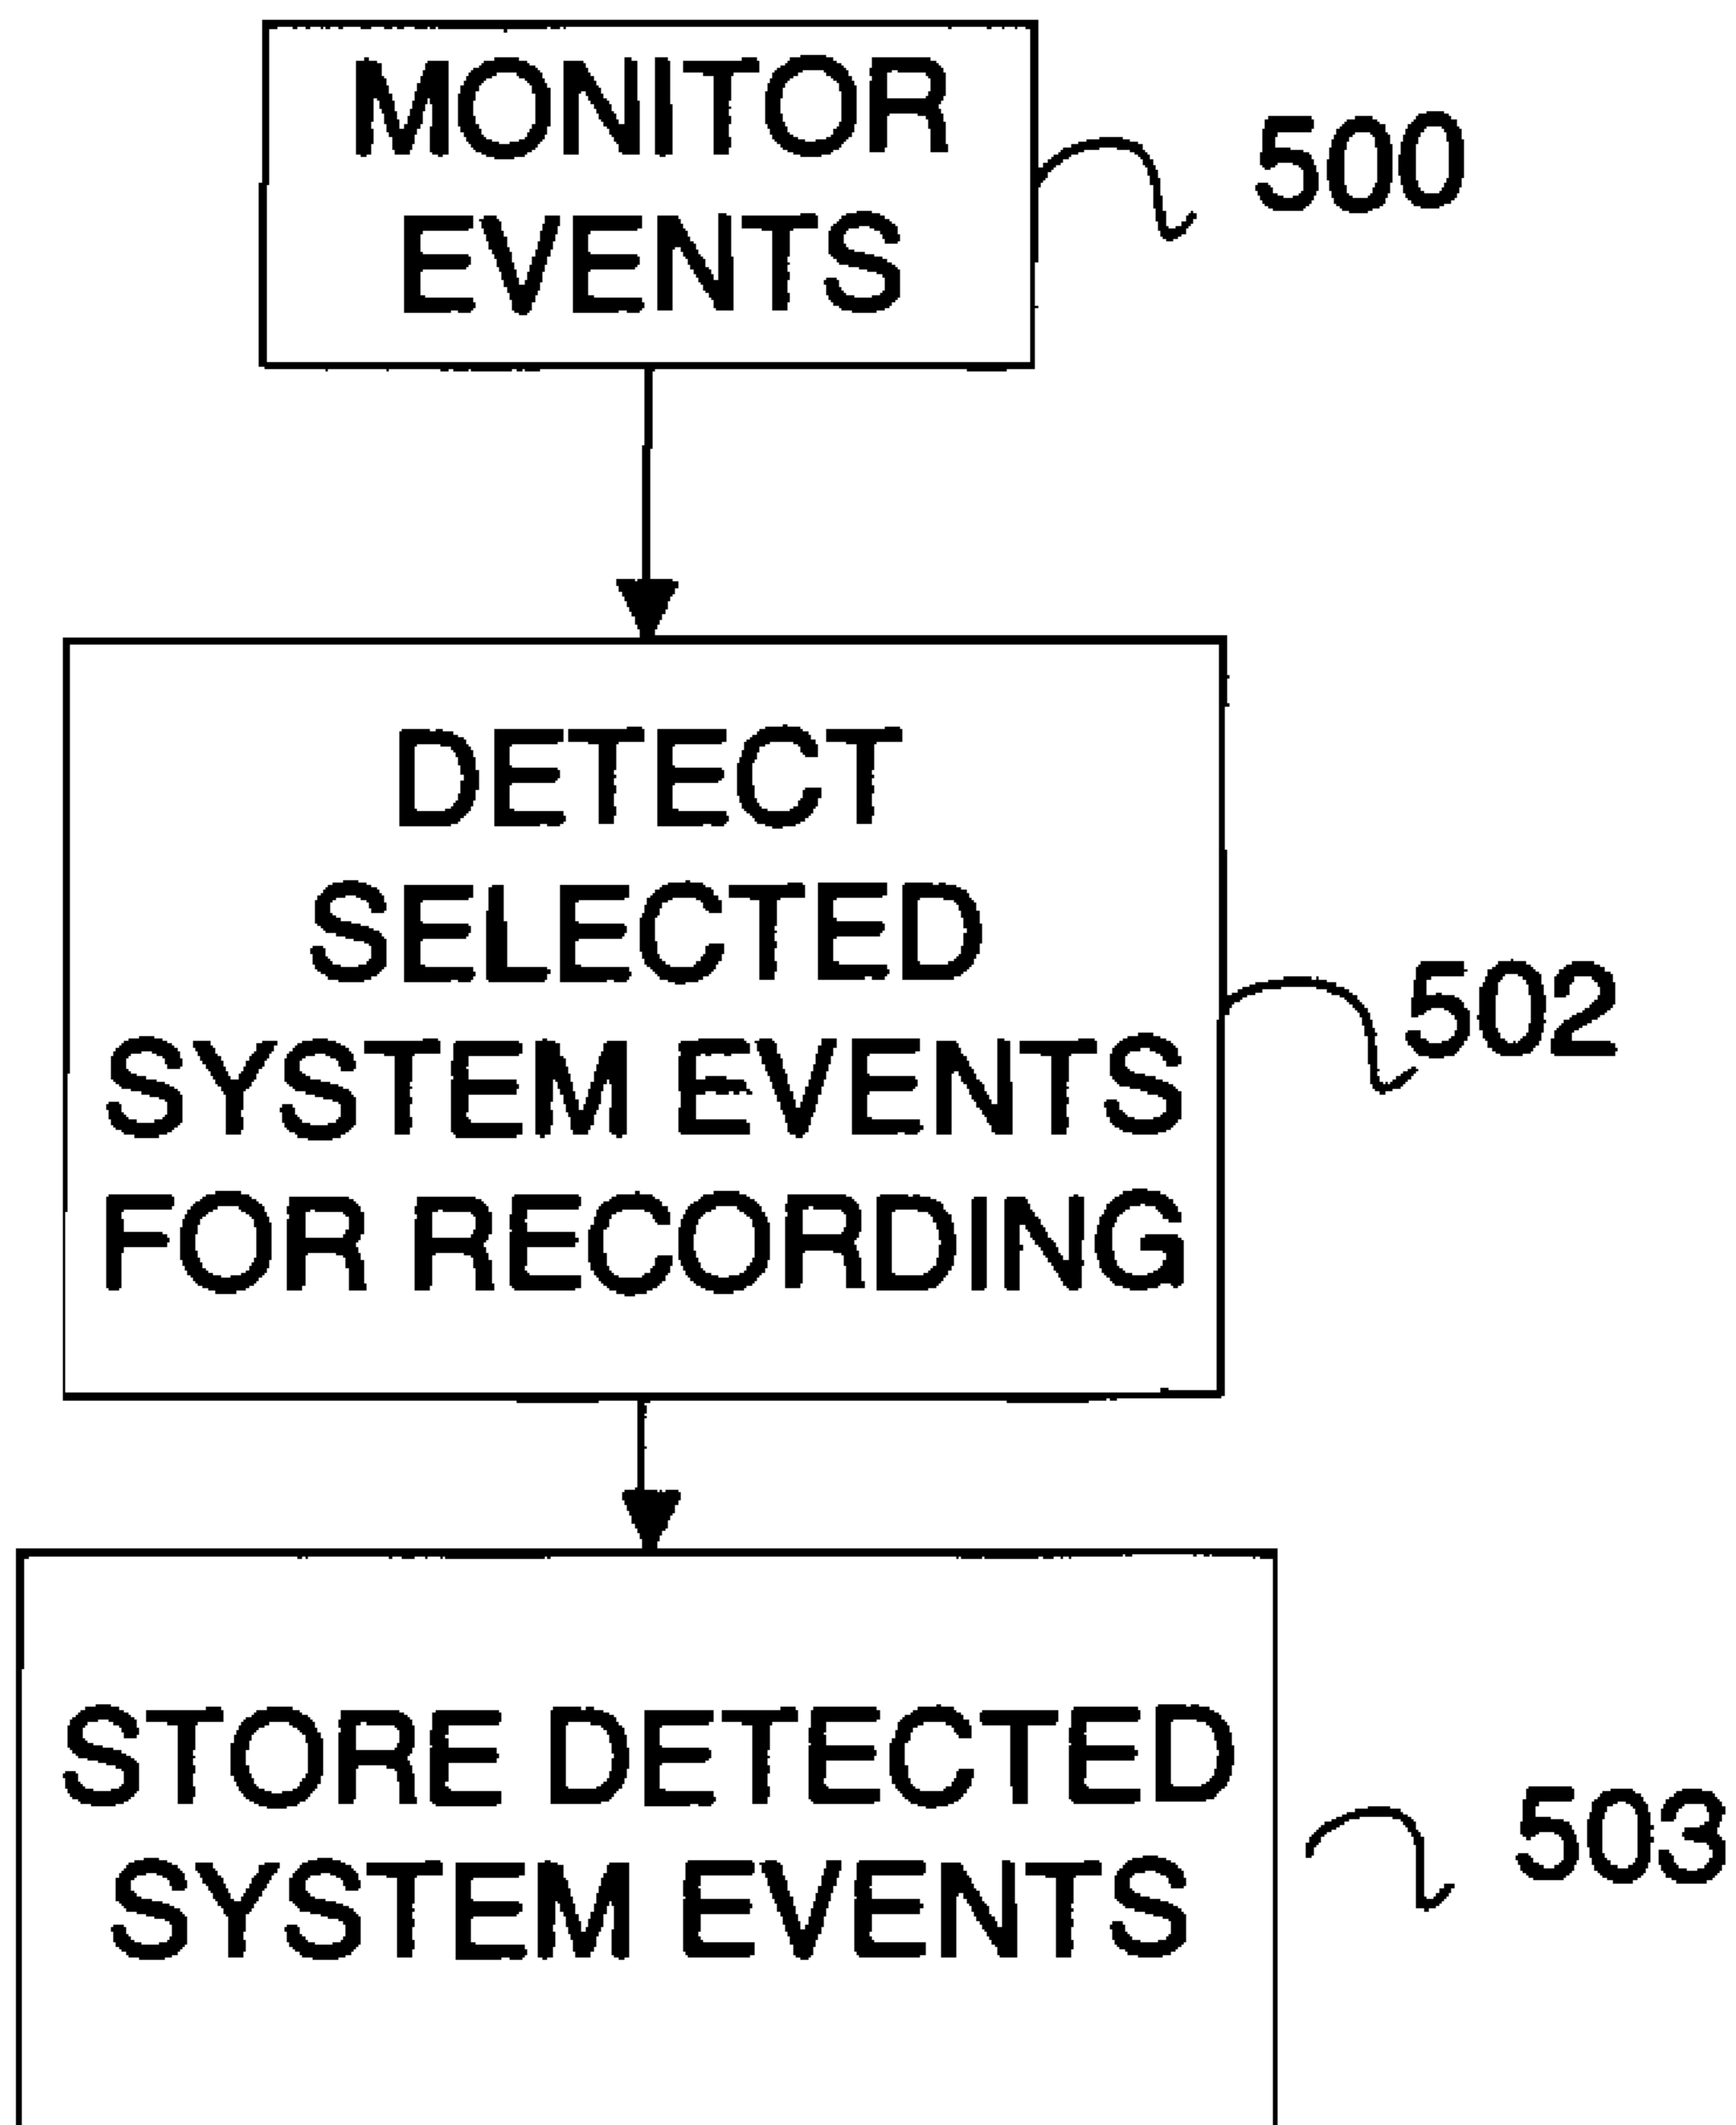 MONITOR
EVENTS
500
DETECT
SELECTED
SYSTEM EVENTS
FOR RECORDING
502
STORE DETECTED
SYSTEM EVENTS
503